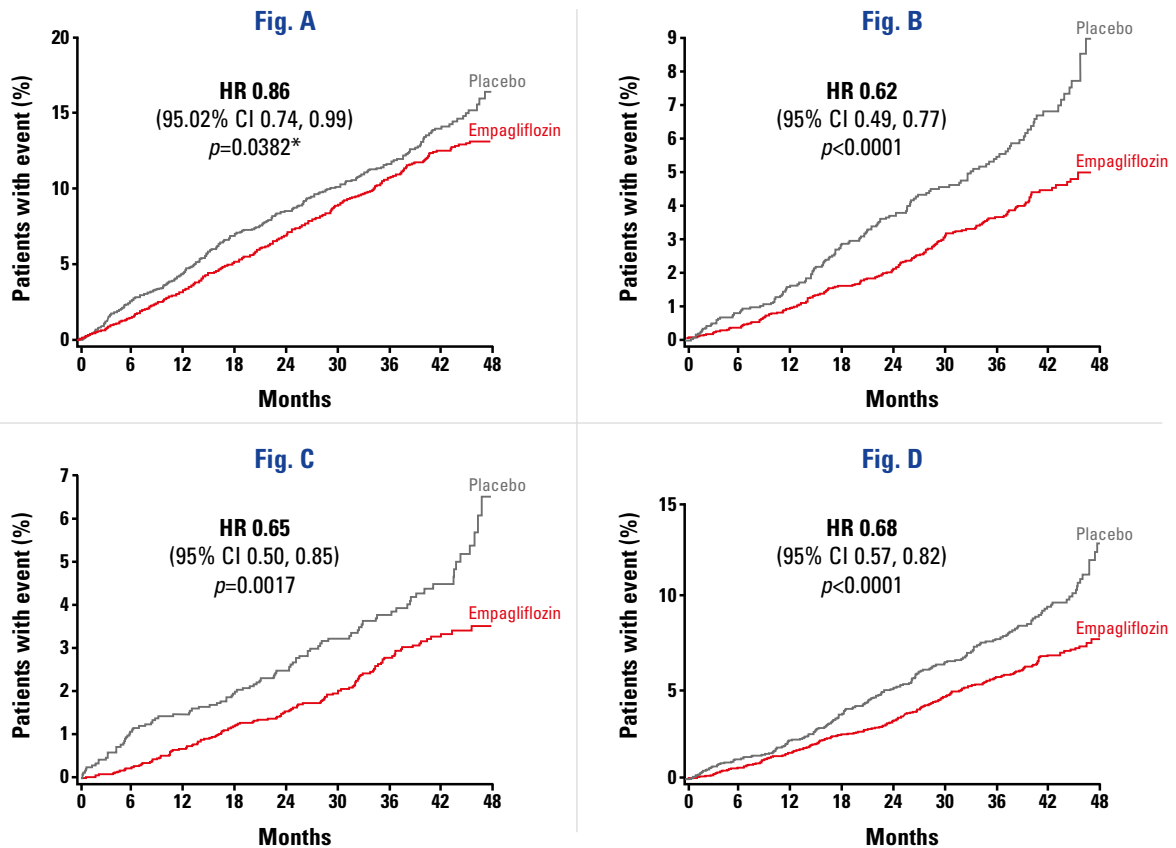 Fig. A
20
15
10
5
0
Patients with event (%)
HR 0.86
(95.02% CI 0.74, 0.99)
p=0.0382*
Placebo
Empagliflozin
0 6 12 18 24 30 36 42 48
Months
Fig. B
9
8
7
6
5
4
3
2
1
0
Patients with event (%)
HR 0.62
(95% CI 0.49, 0.77)
p<0.0001
Placebo
Empagliflozin
0 6 12 18 24 30 36 42 48
Months
Fig. C
7
6
5
4
3
2
1
0
Patients with event (%)
HR 0.65
(95% CI 0.50, 0.85)
p=0.0017
Placebo
Empagliflozin
0 6 12 18 24 30 36 42 48
Months
Fig. D
15
10
5
0
Patients with event (%)
HR 0.68
(95% CI 0.57, 0.82)
p<0.0001
Placebo
Empagliflozin
0 6 12 18 24 30 36 42 48
Months